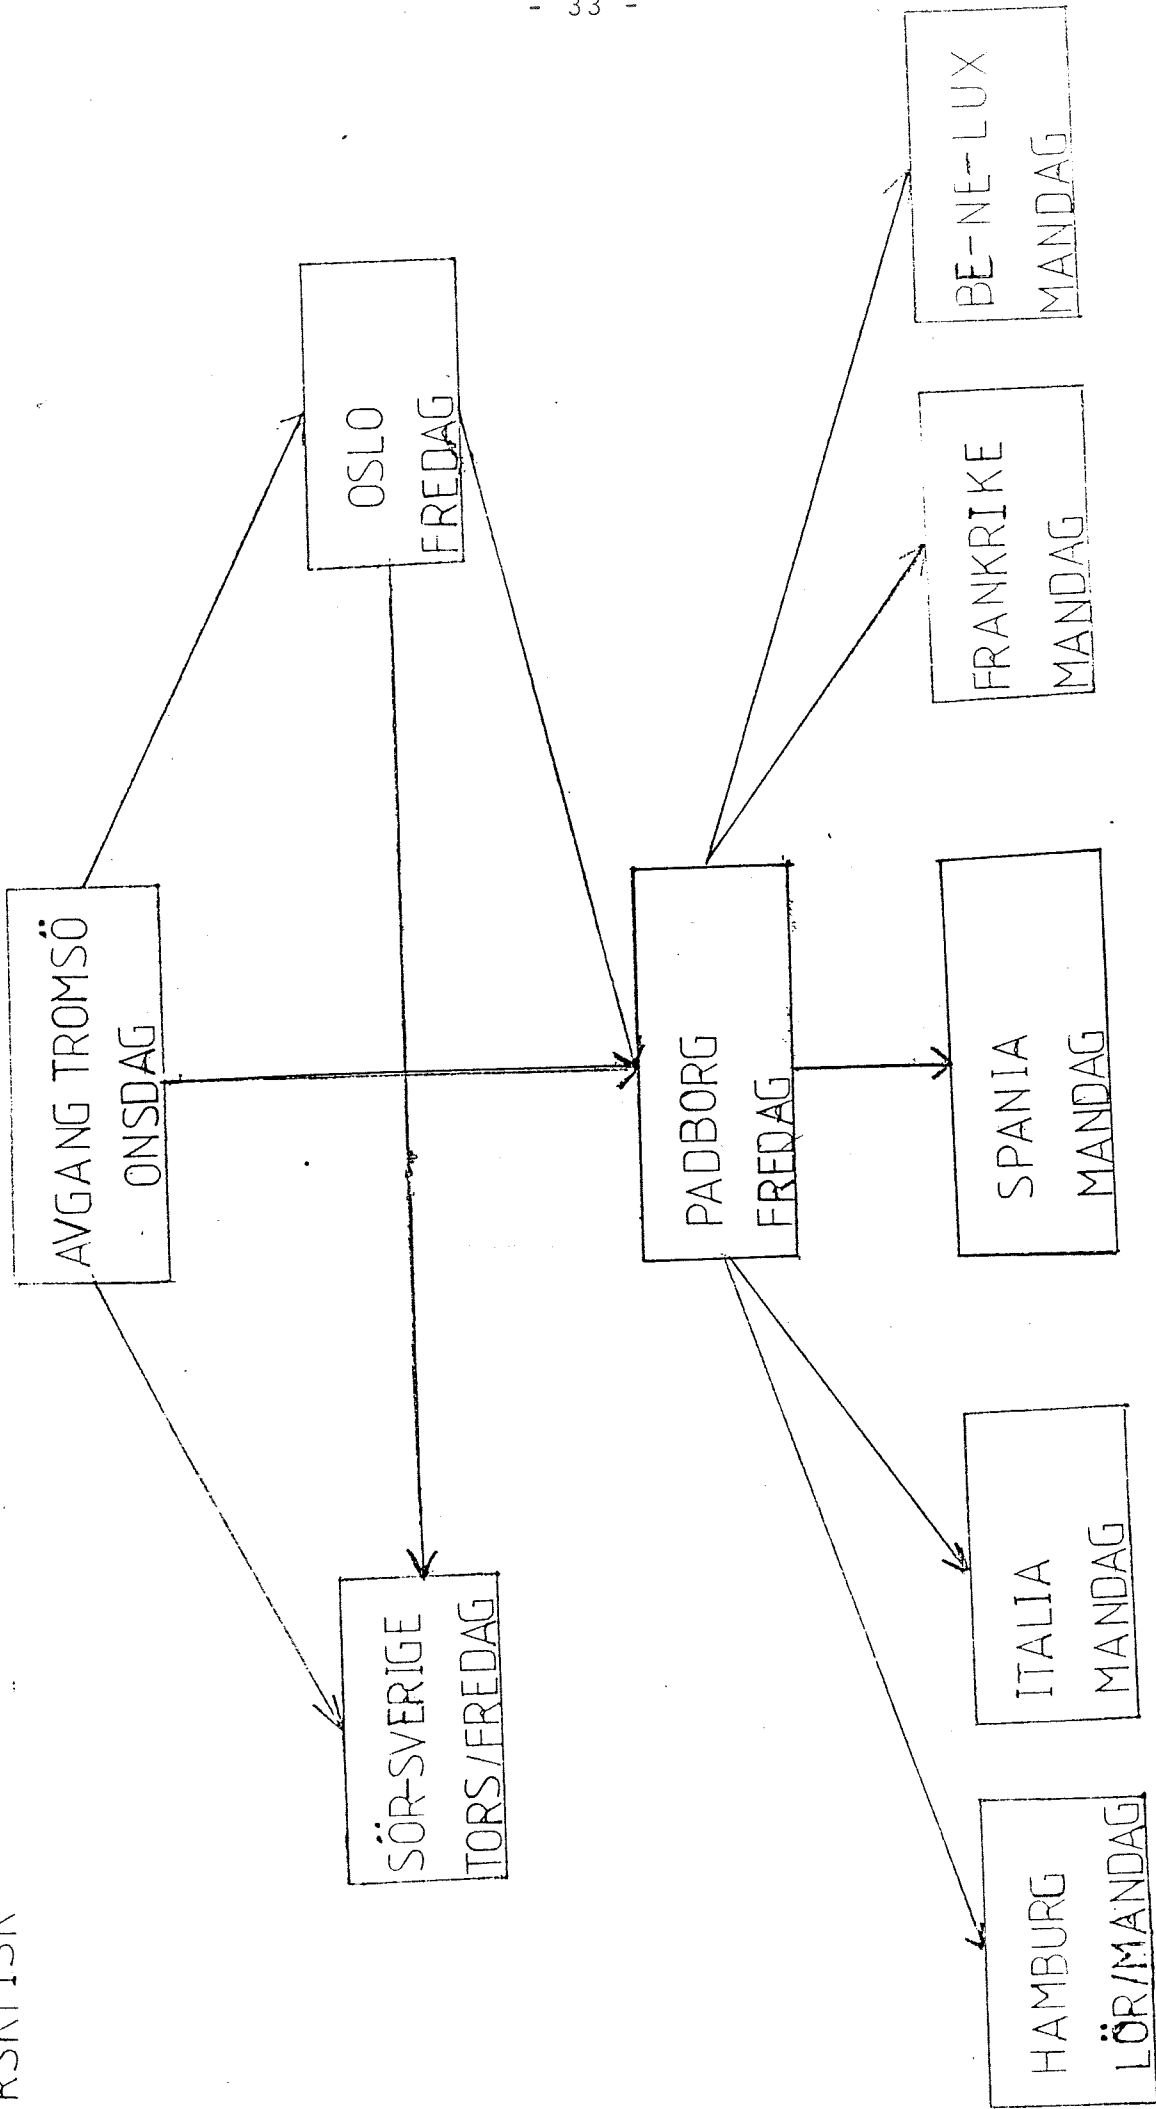 - 33 -
AVGANG TROMSÖ
ONSDAG
SÖR-SVERIGE
TORS/FREDAG
OSLO
FREDAG
PADBORG
FREDAG
HAMBURG
LÖR/MANDAG
ITALIA
MANDAG
SPANIA
MANDAG
FRANKRIKE
MANDAG
BE-NE-LUX
MANDAG